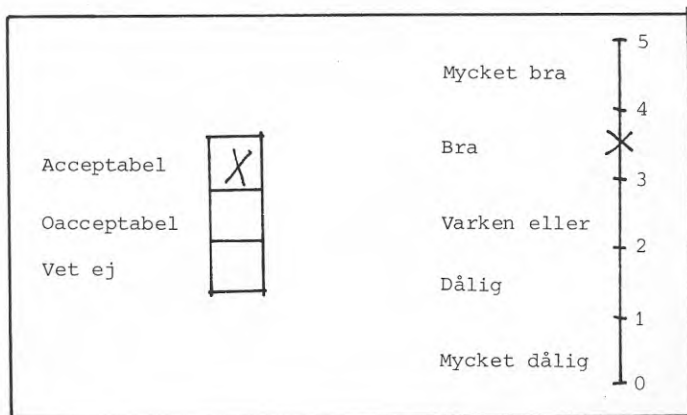 5
Mycket bra
4
Bra
Acceptabel X
3
Oacceptabel
Varken eller
2
Vet ej
Dålig
1
Mycket dålig
0